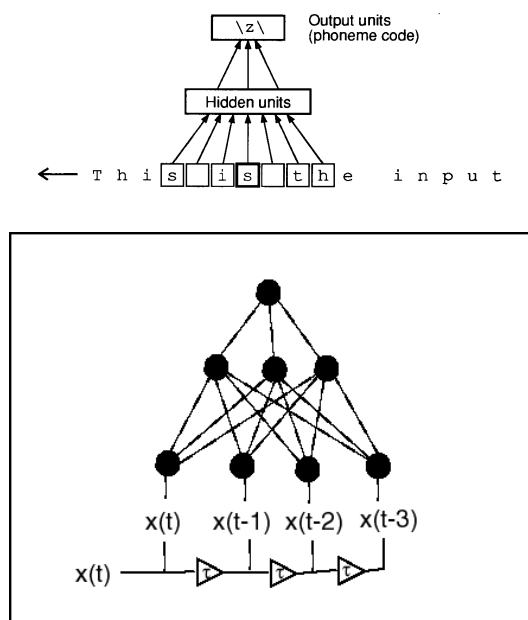 \z\
Output units
(phoneme code)
Hidden units
T h i s i s t h e i n p u t
x(t) x(t-1) x(t-2) x(t-3)
x(t) τ τ τ